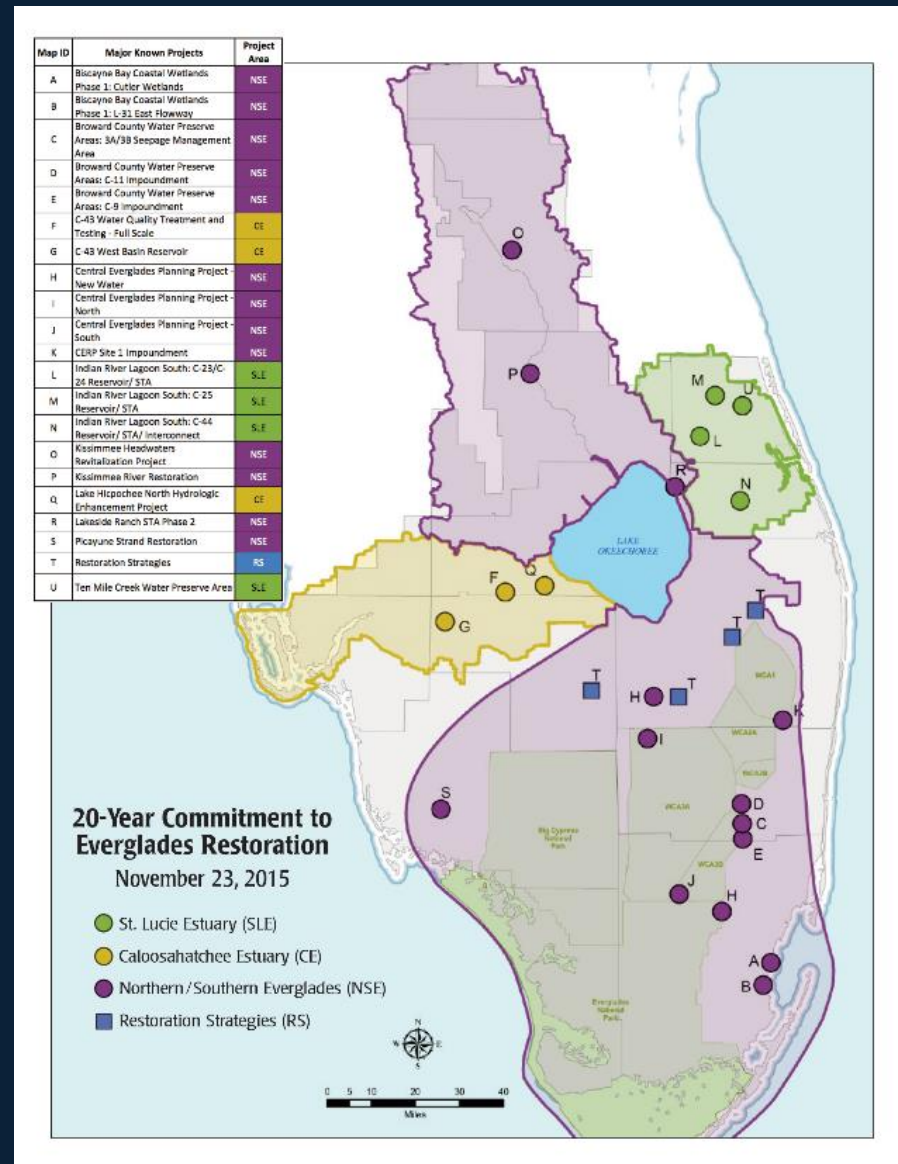 Map ID Major Known Projects Project Area
A Biscayne Bay Coastal Wetlands Phase 1: Cutler Wetlands NSE
B Biscayne Bay Coastal Wetlands Phase 1: L-31 East Flowway NSE
C Broward County Water Preserve Areas: 3A/3B Seepage Management Area NSE
D Broward County Water Preserve Areas: C-11 Impoundment NSE
E Broward County Water Preserve Areas: C-9 Impoundment NSE
F C-43 Water Quality Treatment and Testing - Full Scale CE
G C-43 West Basin Reservoir CE
H Central Everglades Planning Project - New Water NSE
I Central Everglades Planning Project - North NSE
J Central Everglades Planning Project - South NSE
K CERP Site 1 Impoundment NSE
L Indian River Lagoon South: C-23/C-24 Reservoir/ STA SLE
M Indian River Lagoon South: C-25 Reservoir/ STA SLE
N Indian River Lagoon South: C-44 Reservoir/ STA/ Interconnect SLE
O Kissimmee Headwaters Revitalization Project NSE
P Kissimmee River Restoration NSE
Q Lake Hicpochee North Hydrologic Enhancement Project CE
R Lakeside Ranch STA Phase 2 NSE
S Picayune Strand Restoration NSE
T Restoration Strategies RS
U Ten Mile Creek Water Preserve Area SLE
O
P
M
U
L
R
N
LAKE
OKEECHOBEE
Q
F
G
T
T
T
H
T
WCA1
K
I
WCA2A
WCA2B
S
D
WCA3A
C
E
Big Cypress
National
Park
WCA3B
J
H
A
B
Everglades
National
Park
20-Year Commitment to
Everglades Restoration
November 23, 2015
St. Lucie Estuary (SLE)
Caloosahatchee Estuary (CE)
Northern/Southern Everglades (NSE)
Restoration Strategies (RS)
N
W E
S
0 5 10 20 30 40
Miles